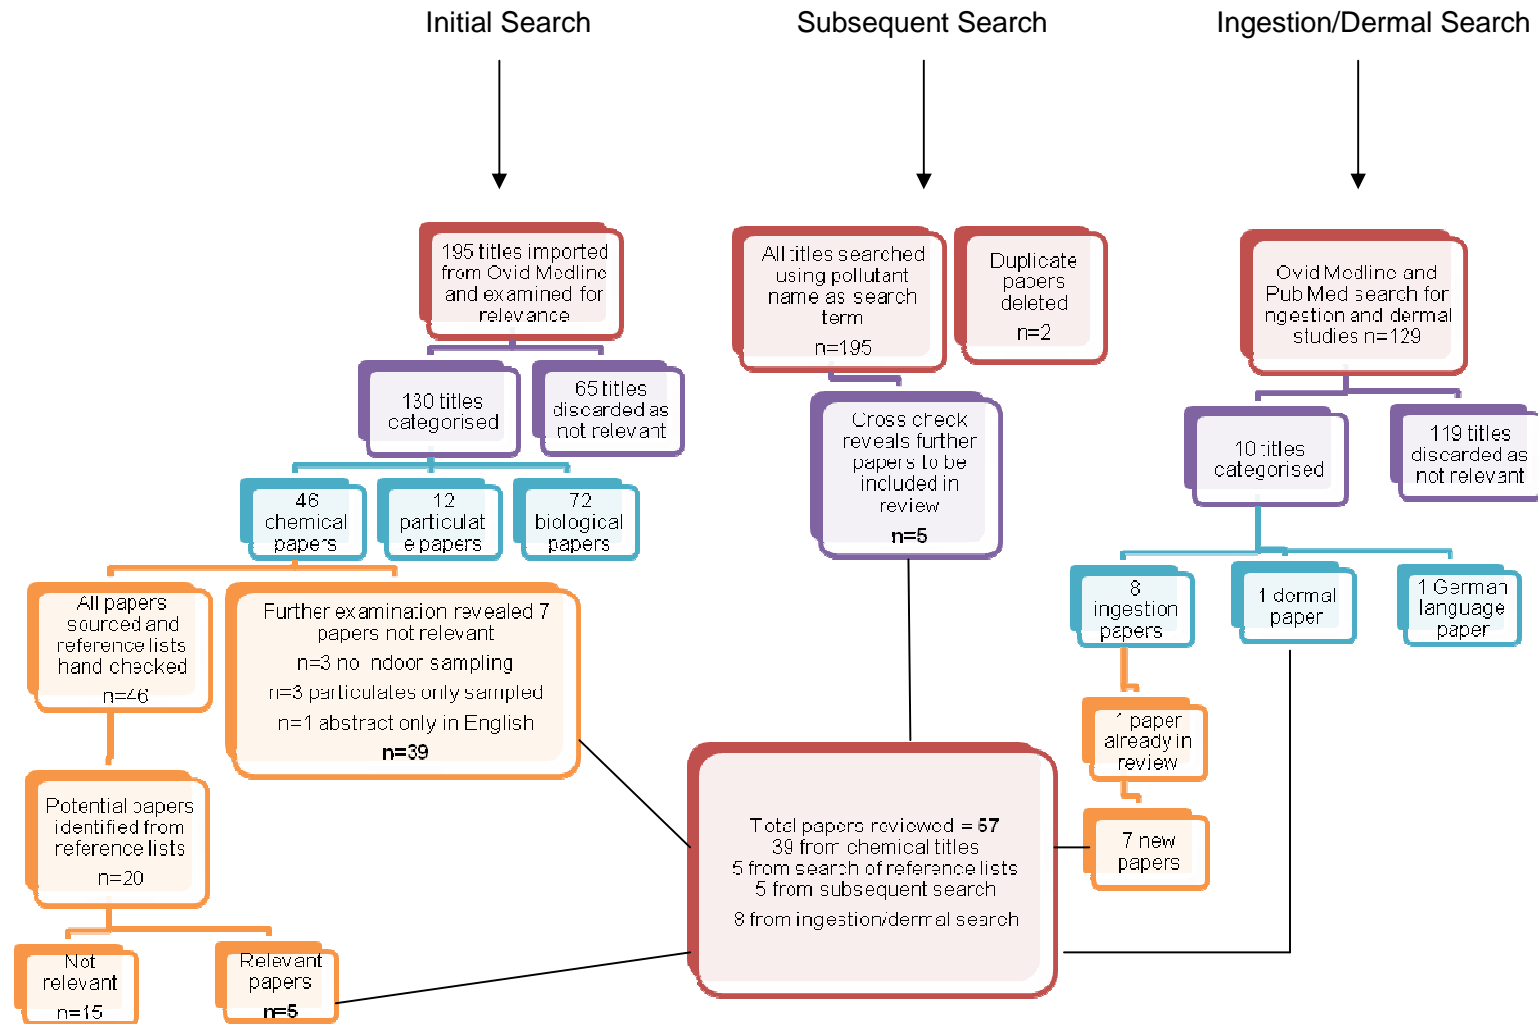 Initial Search
Subsequent Search
Ingestion/Dermal Search
195 titles imported
from Ovid Medline
and examined for
relevance
130 titles
categorised
65 titles
discarded as
not relevant
46
chemical
papers
12
particulat
e papers
72
biological
papers
All papers
sourced and
reference lists
hand checked
n=46
Further examination revealed 7
papers not relevant
n=3 no indoor sampling
n=3 particulates only sampled
n=1 abstract only in English
n=39
Potential papers
identified from
reference lists
n=20
Not
relevant
n=15
Relevant
papers
n=5
All titles searched
using pollutant
name as search
term
n=195
Duplicate
papers
deleted
n=2
Cross check
reveals further
papers to be
included in
review
n=5
Ovid Medline and
Pub Med search for
ingestion and dermal
studies n=129
10 titles
categorised
119 titles
discarded as
not relevant
8
ingestion
papers
1 dermal
paper
1 German
language
paper
1 paper
already in
review
7 new
papers
Total papers reviewed = 57
39 from chemical titles
5 from search of reference lists
5 from subsequent search
8 from ingestion/dermal search